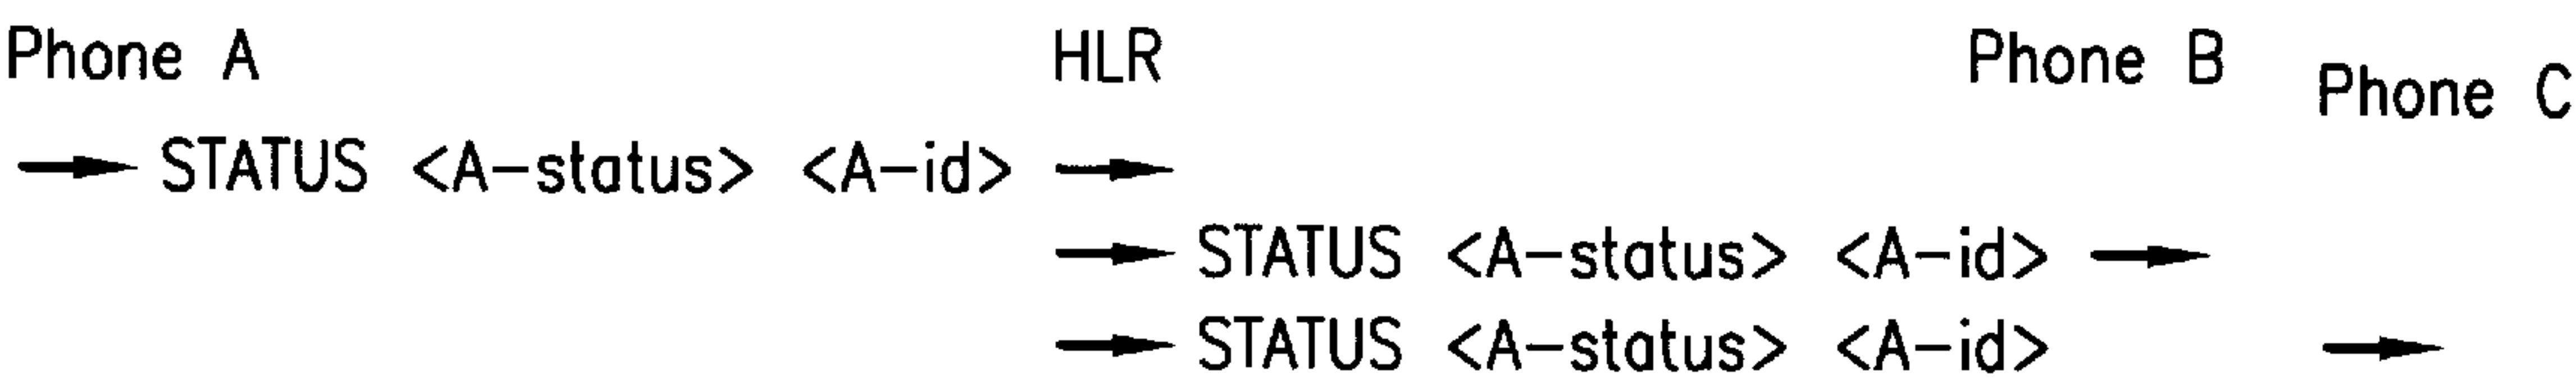 Phone A HLR Phone B Phone C
→ STATUS <A-status> <A-id> →
→ STATUS <A-status> <A-id> →
→ STATUS <A-status> <A-id> →